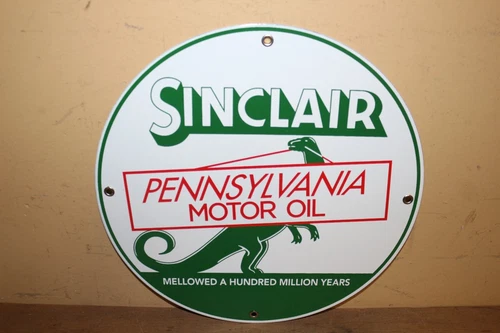 SINCLAIR
PENNSYLVANIA
MOTOR OIL
MELLOWED A HUNDRED MILLION YEARS